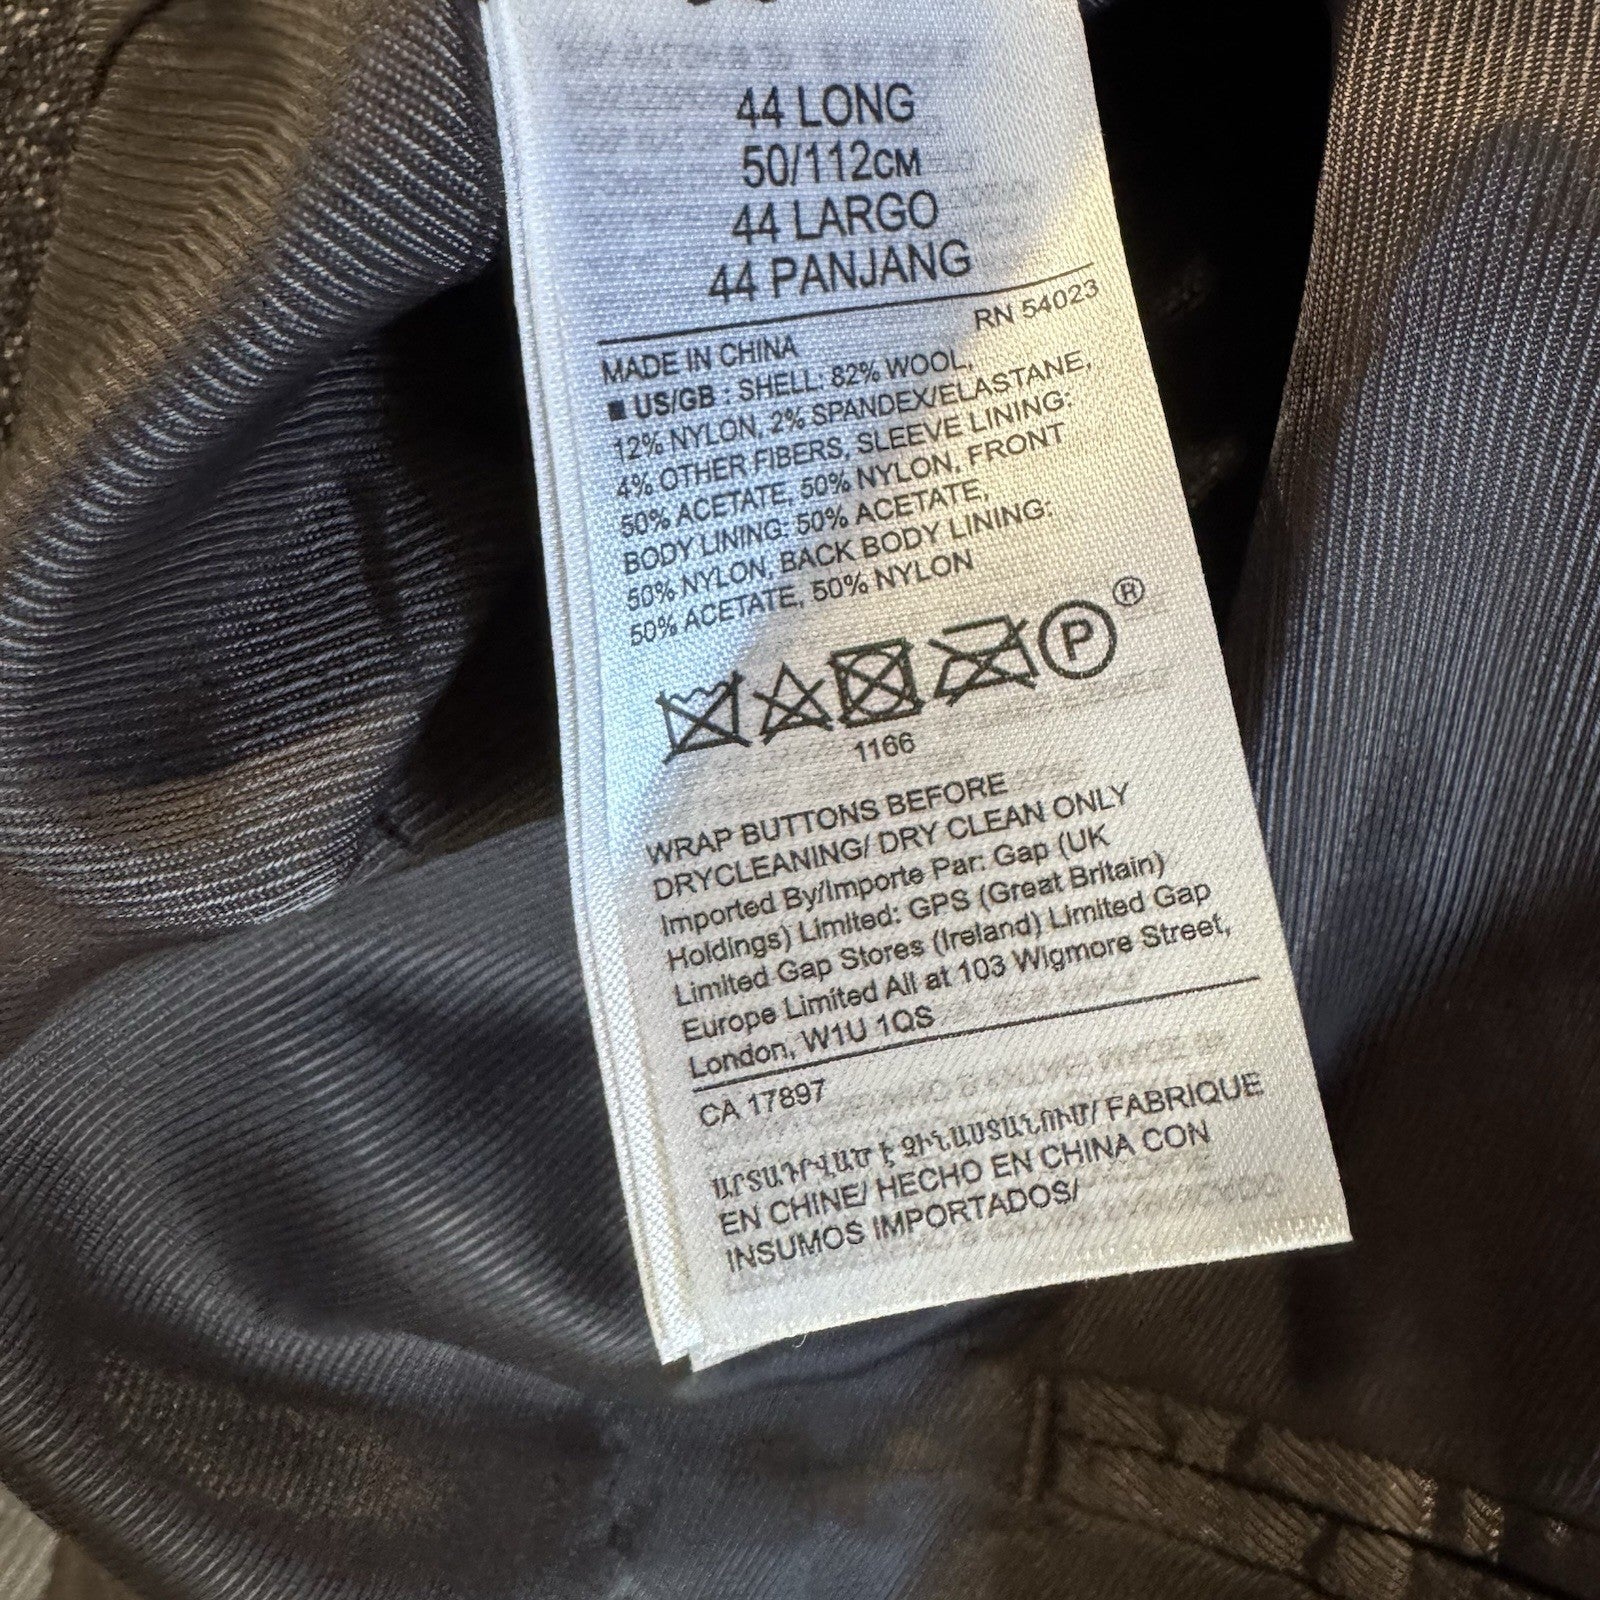 44 LONG
50/112CM
44 LARGO
44 PANJANG
RN 54023
MADE IN CHINA
■ US/GB : SHELL: 82% WOOL,
12% NYLON, 2% SPANDEX/ELASTANE,
4% OTHER FIBERS, SLEEVE LINING:
50% ACETATE, 50% NYLON, FRONT
BODY LINING: 50% ACETATE,
50% NYLON, BACK BODY LINING:
50% ACETATE, 50% NYLON
P ®
1166
WRAP BUTTONS BEFORE
DRYCLEANING/ DRY CLEAN ONLY
Imported By/Importe Par: Gap (UK
Holdings) Limited: GPS (Great Britain)
Limited Gap Stores (Ireland) Limited Gap
Europe Limited All at 103 Wigmore Street,
London, W1U 1QS
CA 17897
ԱՐՏԱԴՐՎԱԾ Է ՉԻՆԱՍՏԱՆՈՒՄ/ FABRIQUE
EN CHINE/ HECHO EN CHINA CON
INSUMOS IMPORTADOS/